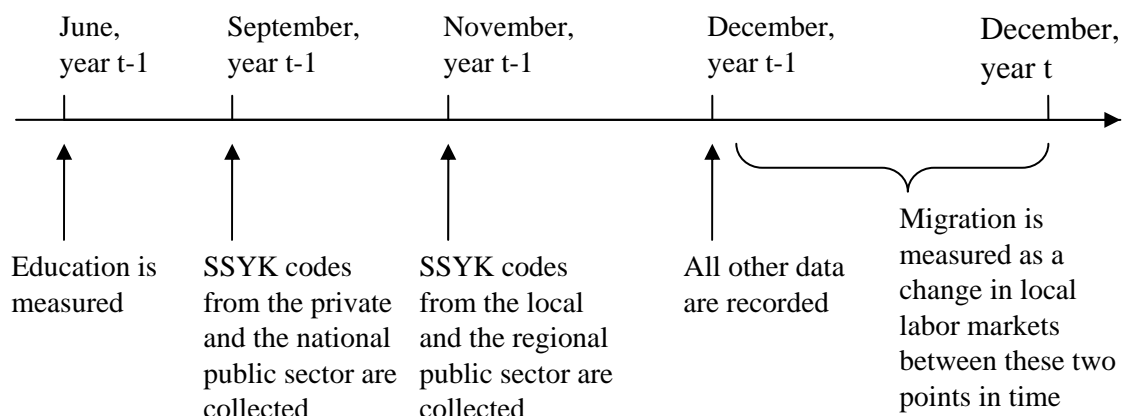 June,
year t-1
September,
year t-1
November,
year t-1
December,
year t-1
December,
year t
Education is
measured
SSYK codes
from the private
and the national
public sector are
collected
SSYK codes
from the local
and the regional
public sector are
collected
All other data
are recorded
Migration is
measured as a
change in local
labor markets
between these two
points in time